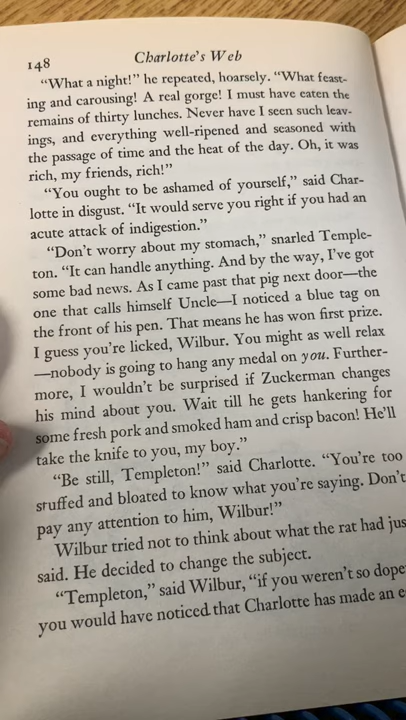 148 Charlotte's Web
"What a night!" he repeated, hoarsely. "What feast-
ing and carousing! A real gorge! I must have eaten the
remains of thirty lunches. Never have I seen such leav-
ings, and everything well-ripened and seasoned with
the passage of time and the heat of the day. Oh, it was
rich, my friends, rich!"
"You ought to be ashamed of yourself," said Char-
lotte in disgust. "It would serve you right if you had an
acute attack of indigestion."
"Don't worry about my stomach," snarled Temple-
ton. "It can handle anything. And by the way, I've got
some bad news. As I came past that pig next door—the
one that calls himself Uncle—I noticed a blue tag on
the front of his pen. That means he has won first prize.
I guess you're licked, Wilbur. You might as well relax
—nobody is going to hang any medal on you. Further-
more, I wouldn't be surprised if Zuckerman changes
his mind about you. Wait till he gets hankering for
some fresh pork and smoked ham and crisp bacon! He'll
take the knife to you, my boy."
"Be still, Templeton!" said Charlotte. "You're too
stuffed and bloated to know what you're saying. Don't
pay any attention to him, Wilbur!"
Wilbur tried not to think about what the rat had jus
said. He decided to change the subject.
"Templeton," said Wilbur, "if you weren't so dope
you would have noticed that Charlotte has made an e